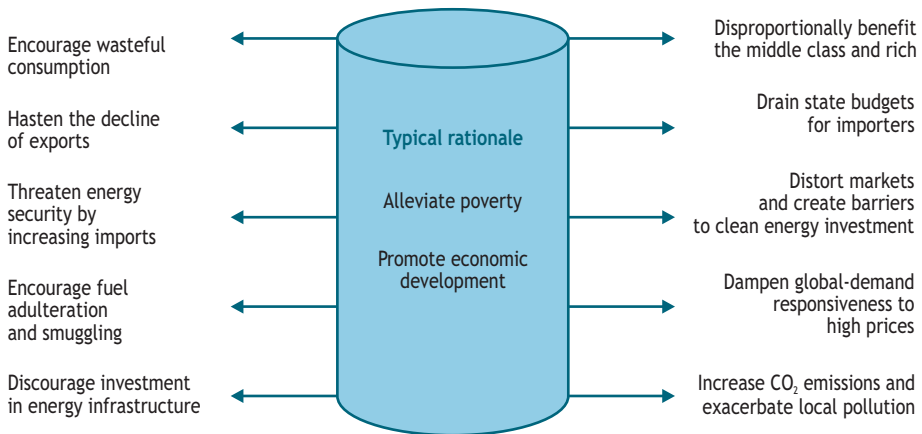 Encourage wasteful
consumption
Hasten the decline
of exports
Threaten energy
security by
increasing imports
Encourage fuel
adulteration
and smuggling
Discourage investment
in energy infrastructure
Typical rationale
Alleviate poverty
Promote economic
development
Disproportionally benefit
the middle class and rich
Drain state budgets
for importers
Distort markets
and create barriers
to clean energy investment
Dampen global-demand
responsiveness to
high prices
Increase CO₂ emissions and
exacerbate local pollution